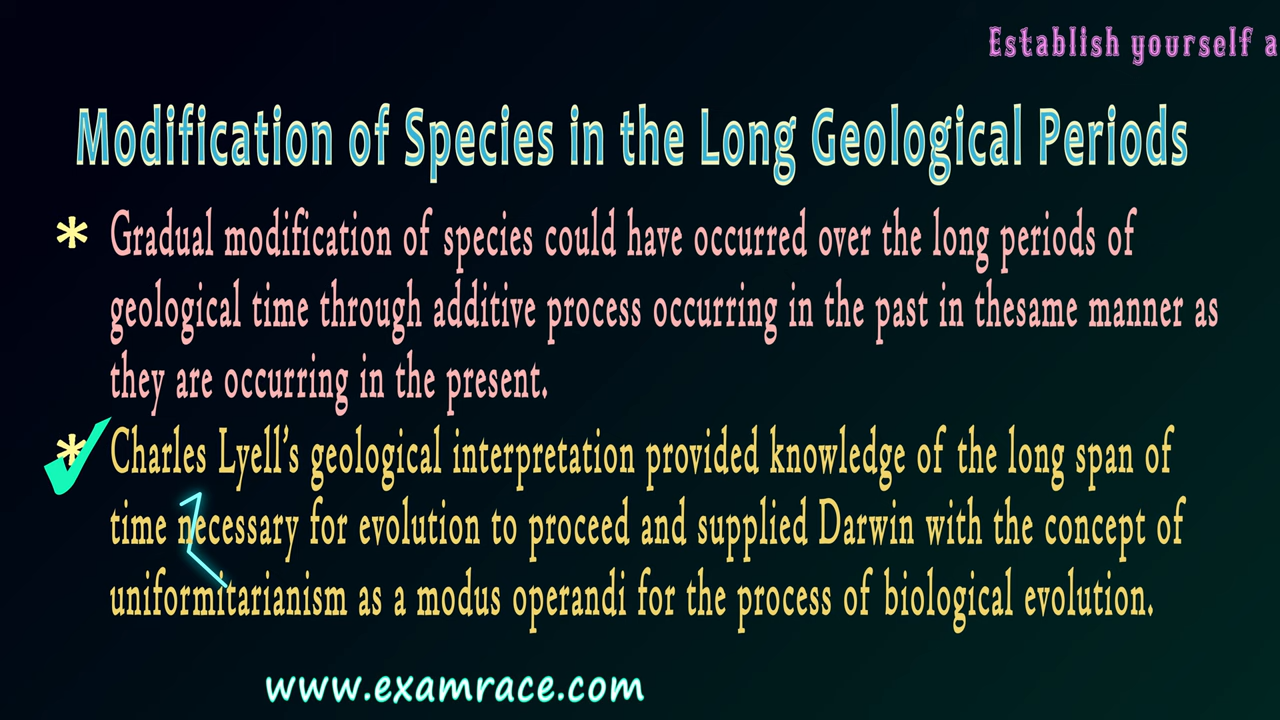 Establish yourself a
Modification of Species in the Long Geological Periods
* Gradual modification of species could have occurred over the long periods of
geological time through additive process occurring in the past in thesame manner as
they are occurring in the present.
* Charles Lyell's geological interpretation provided knowledge of the long span of
time necessary for evolution to proceed and supplied Darwin with the concept of
uniformitarianism as a modus operandi for the process of biological evolution.
www.examrace.com